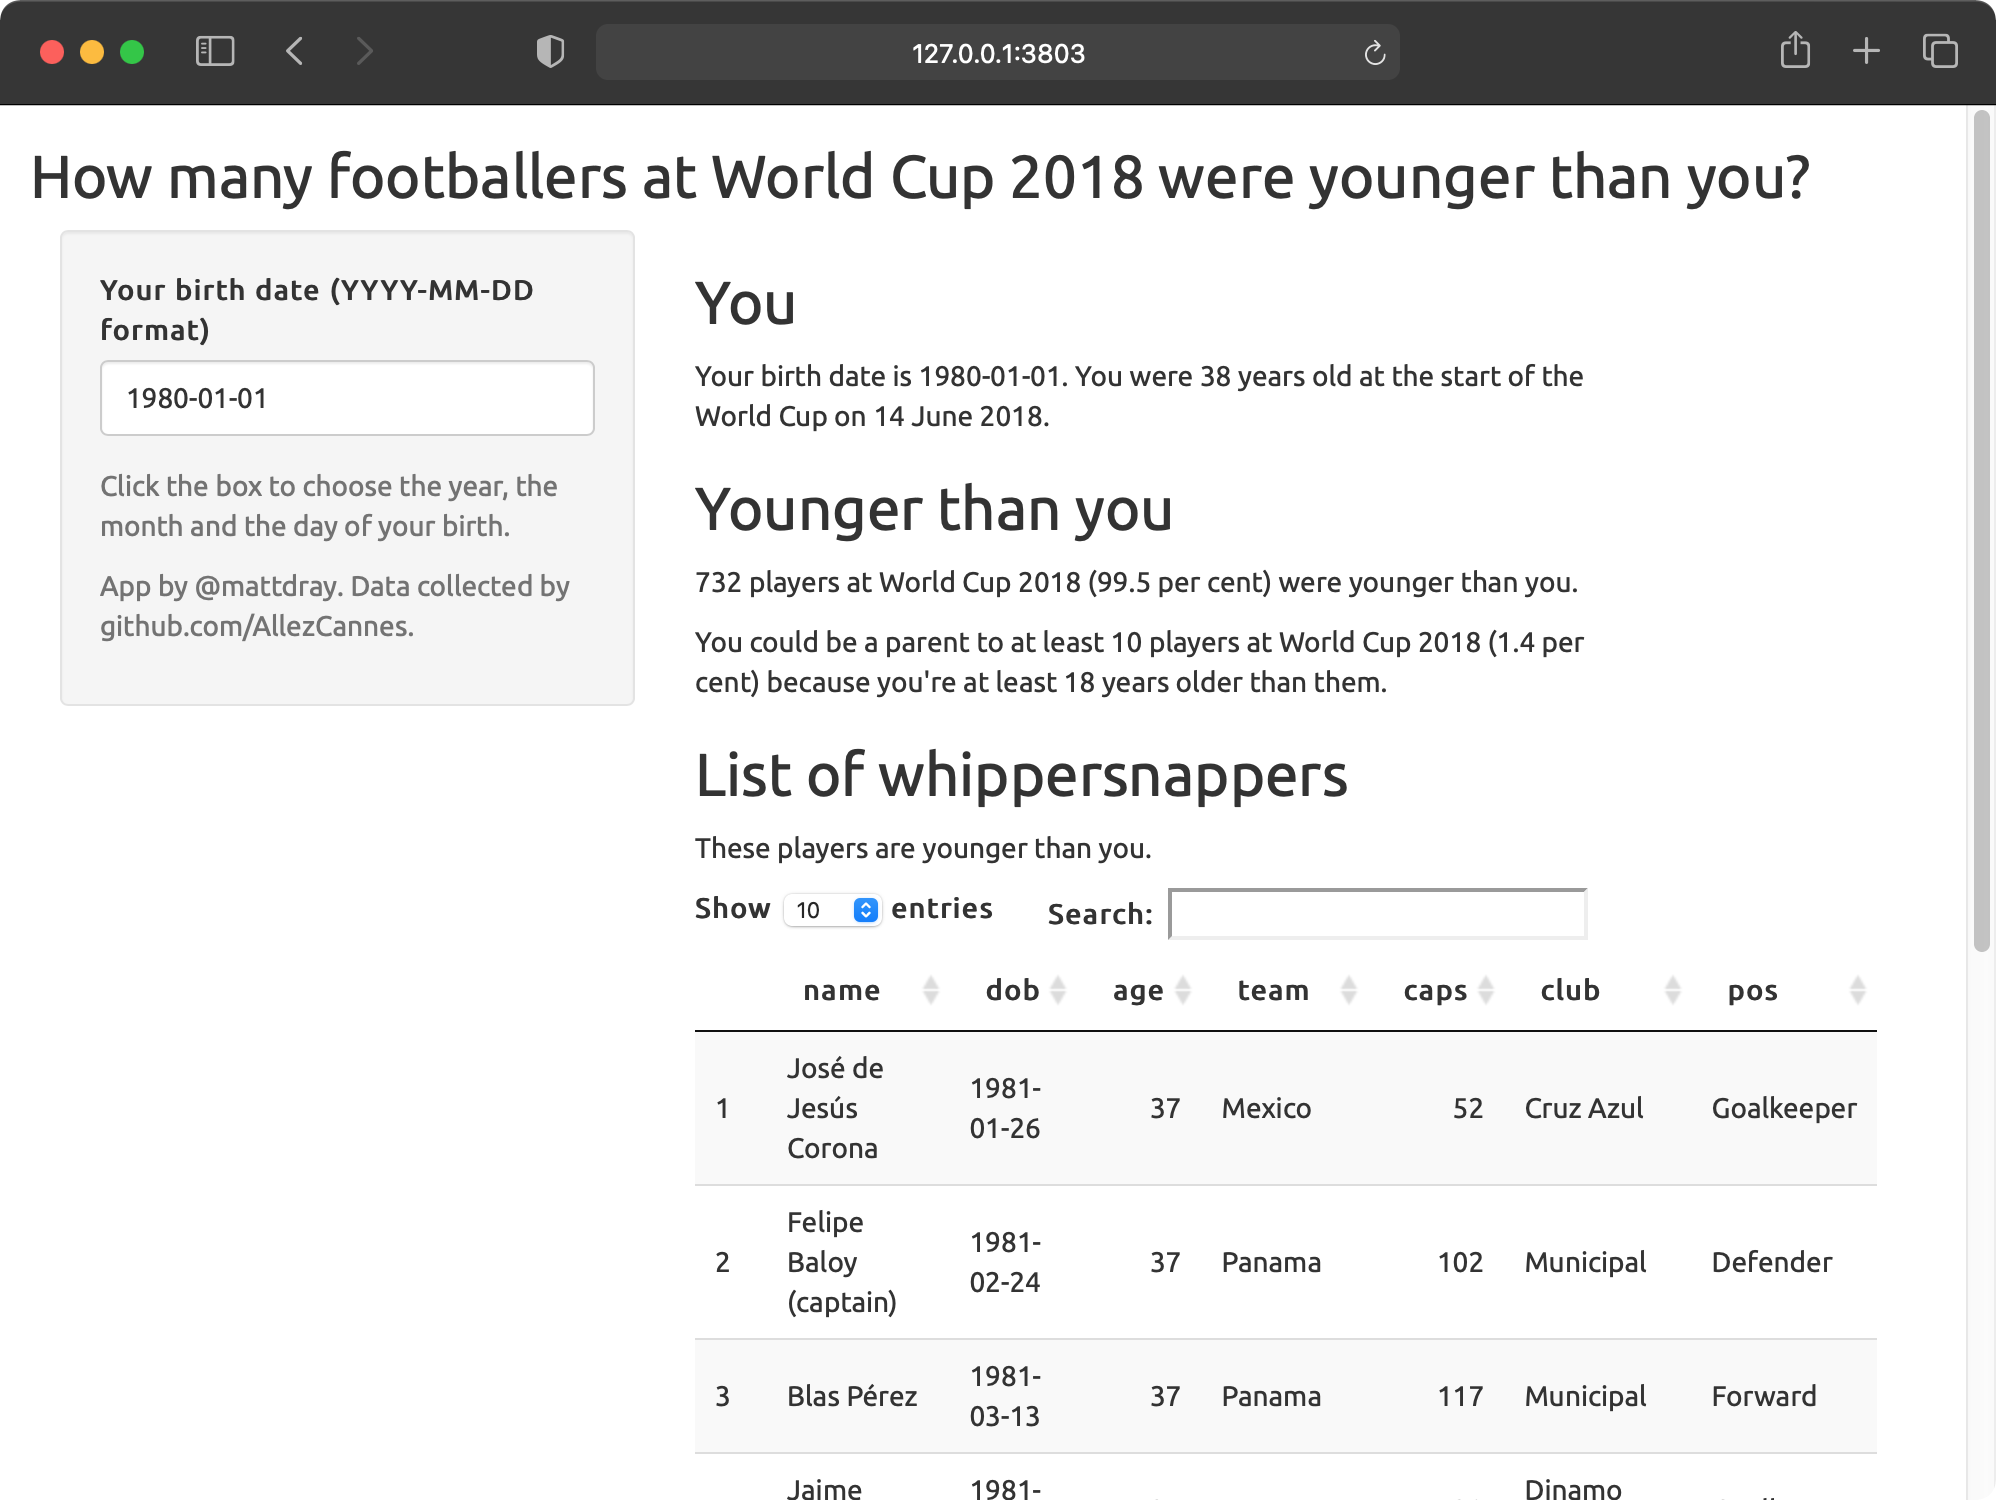 127.0.0.1:3803
How many footballers at World Cup 2018 were younger than you?
Your birth date (YYYY-MM-DD
format)
1980-01-01
Click the box to choose the year, the
month and the day of your birth.
App by @mattdray. Data collected by
github.com/AllezCannes.
You
Your birth date is 1980-01-01. You were 38 years old at the start of the
World Cup on 14 June 2018.
Younger than you
732 players at World Cup 2018 (99.5 per cent) were younger than you.
You could be a parent to at least 10 players at World Cup 2018 (1.4 per
cent) because you're at least 18 years older than them.
List of whippersnappers
These players are younger than you.
Show 10 entries Search:
name dob age team caps club pos
José de
Jesús
Corona
1 1981-
01-26 37 Mexico 52 Cruz Azul Goalkeeper
Felipe
Baloy
(captain)
2 1981-
02-24 37 Panama 102 Municipal Defender
3 Blas Pérez 1981-
03-13 37 Panama 117 Municipal Forward
Jaime 1981- Dinamo